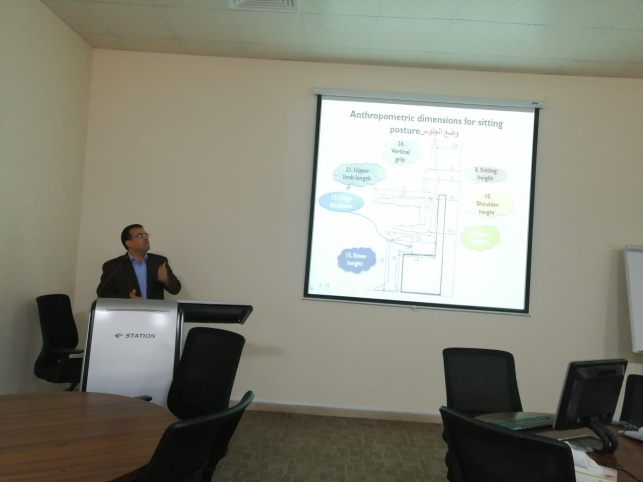 Anthropometric dimensions for sitting
posture وضع الجلوس
24.
Vertical
grip
21. Upper
limb length
8. Sitting
height
10.
Shoulder
height
15. Knee
height
e·STATION